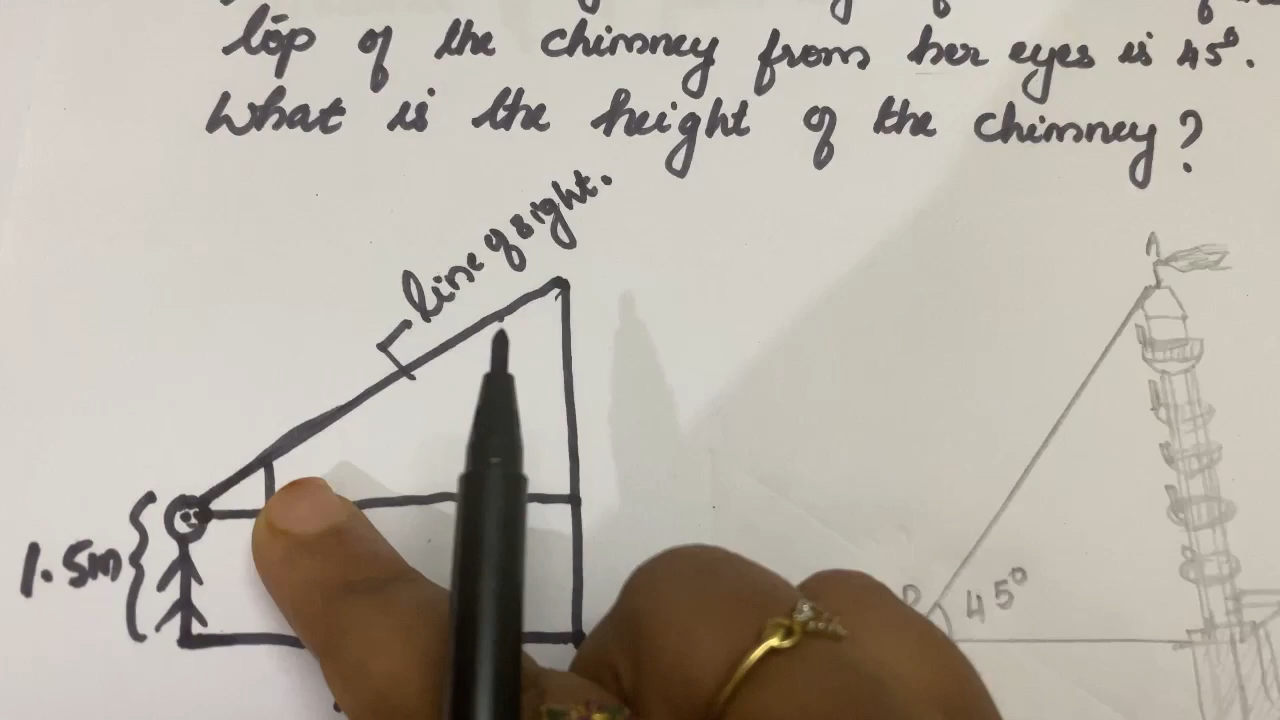 top of the chimney from her eyes is 45°.
What is the height of the chimney?
line of sight.
1.5m
45°